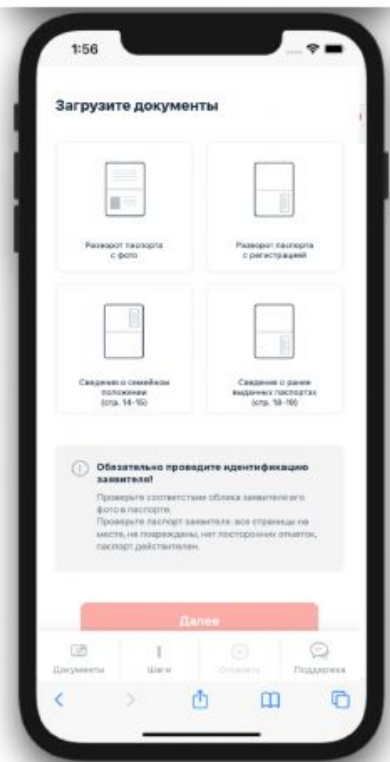 1:56
Загрузите документы
Разворот паспорта
с фото
Разворот паспорта
с регистрацией
Сведения о семейном
положении
(стр. 14-15)
Сведения о ранее
выданных паспортах
(стр. 18-19)
Обязательно проведите идентификацию
заявителя!
Проверьте соответствие облика заявителя его
фото в паспорте.
Проверьте паспорт заявителя: все страницы на
месте, не повреждены, нет посторонних отметок,
паспорт действителен.
Далее
Документы
Шаги
Отменить
Поддержка